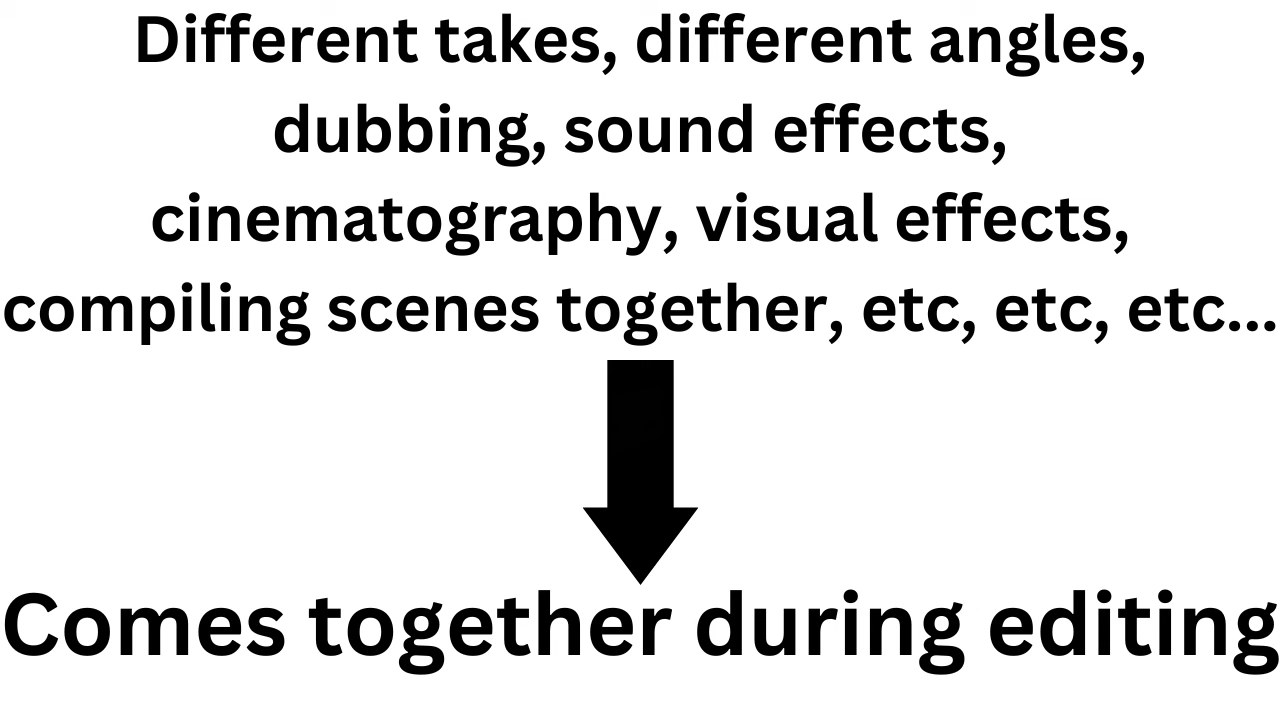 Different takes, different angles,
dubbing, sound effects,
cinematography, visual effects,
compiling scenes together, etc, etc, etc...
Comes together during editing